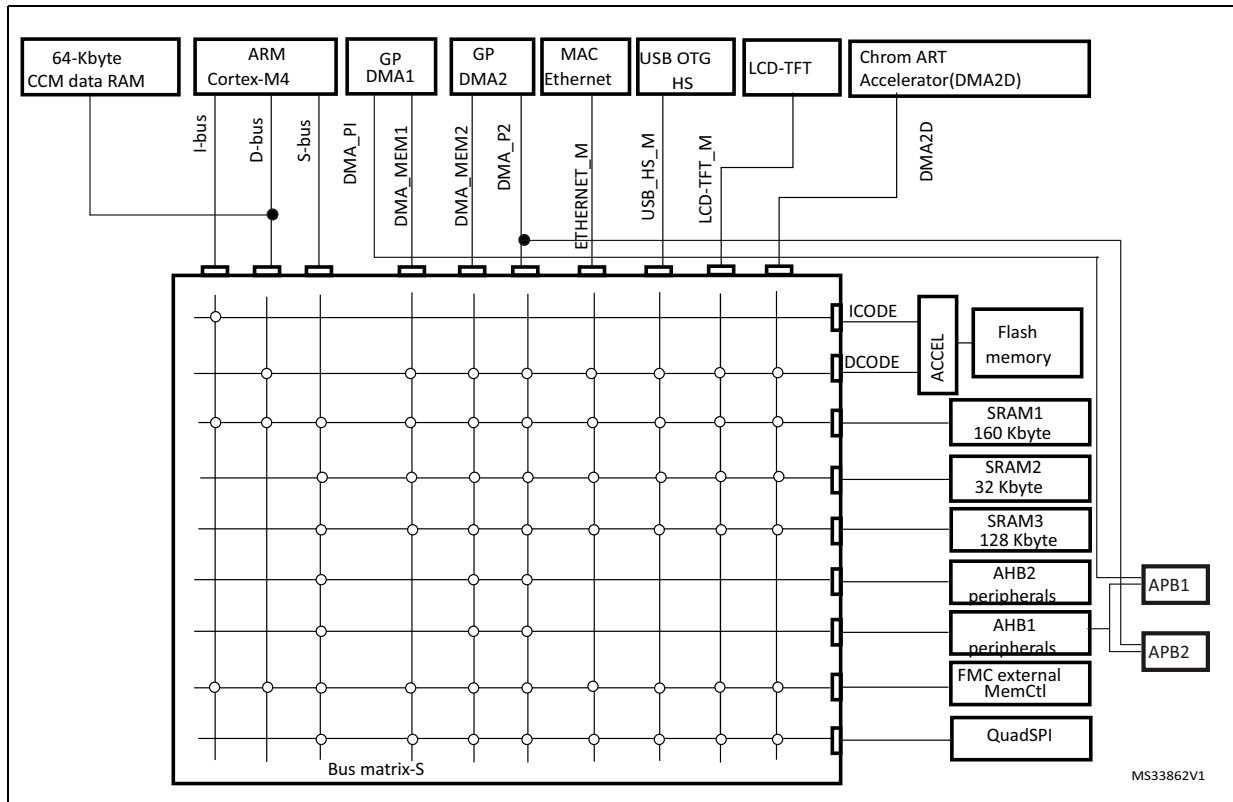 64-Kbyte
CCM data RAM
ARM
Cortex-M4
GP
DMA1
GP
DMA2
MAC
Ethernet
USB OTG
HS
LCD-TFT
Chrom ART
Accelerator(DMA2D)
I-bus
D-bus
S-bus
DMA_PI
DMA_MEM1
DMA_MEM2
DMA_P2
ETHERNET_M
USB_HS_M
LCD-TFT_M
DMA2D
ICODE
DCODE
ACCEL
Flash
memory
SRAM1
160 Kbyte
SRAM2
32 Kbyte
SRAM3
128 Kbyte
AHB2
peripherals
AHB1
peripherals
APB1
APB2
FMC external
MemCtl
QuadSPI
Bus matrix-S
MS33862V1